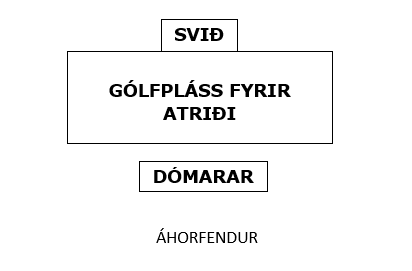 SVIÐ
GÓLFPLÁSS FYRIR
ATRIÐI
DÓMARAR
ÁHORFENDUR